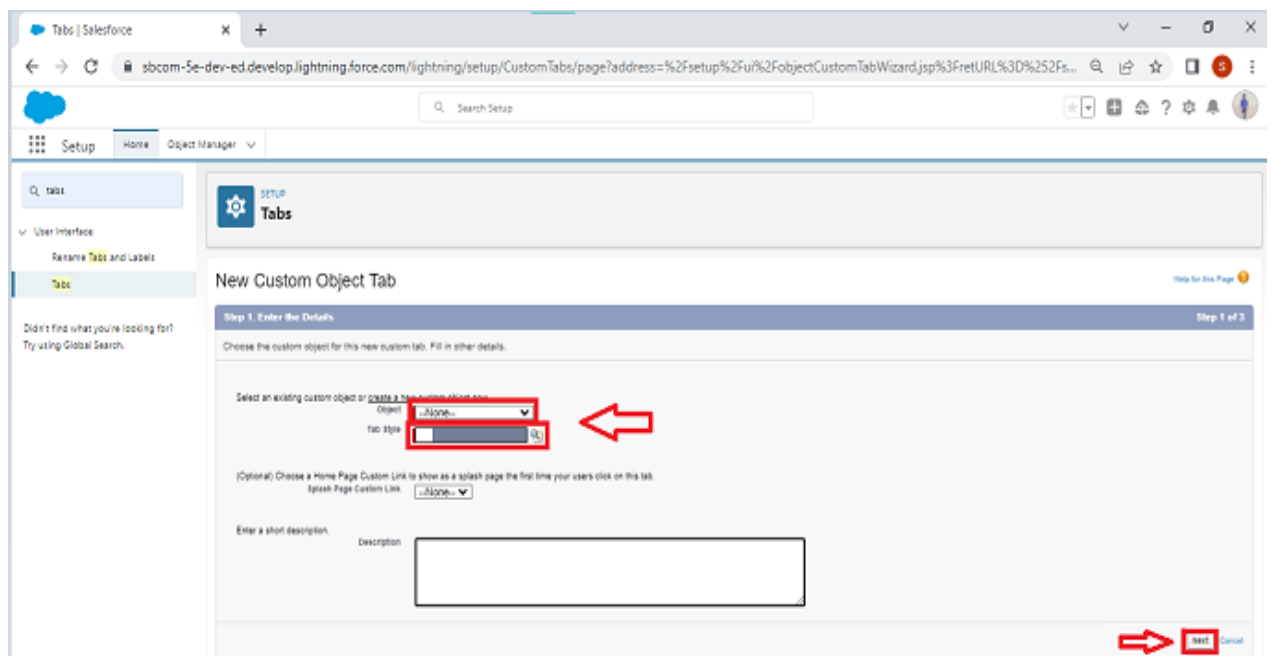 Tabs | Salesforce
sbcom-5e-dev-ed.develop.lightning.force.com/lightning/setup/CustomTabs/page?address=%2Fsetup%2Fui%2FobjectCustomTabWizard.jsp%3FretURL%3D%252Fs...
S
Search Setup
Setup Home Object Manager
tabs
SETUP
Tabs
User Interface
Rename Tabs and Labels
Tabs
Didn't find what you're looking for?
Try using Global Search.
New Custom Object Tab
Help for this Page
Step 1. Enter the Details Step 1 of 3
Choose the custom object for this new custom tab. Fill in other details.
Select an existing custom object or create a new custom object now.
Object --None--
Tab Style
(Optional) Choose a Home Page Custom Link to show as a splash page the first time your users click on this tab.
Splash Page Custom Link --None--
Enter a short description.
Description
Next Cancel